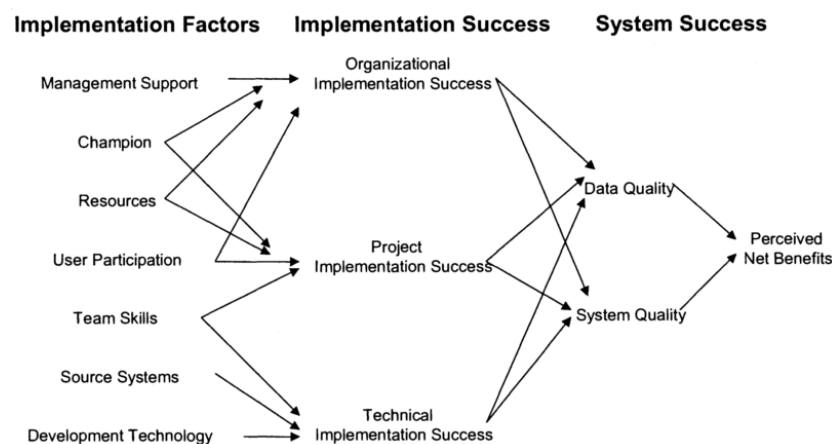 Implementation Factors
Implementation Success
System Success
Management Support
Organizational
Implementation Success
Champion
Resources
User Participation
Team Skills
Source Systems
Development Technology
Project
Implementation Success
Technical
Implementation Success
Data Quality
System Quality
Perceived
Net Benefits